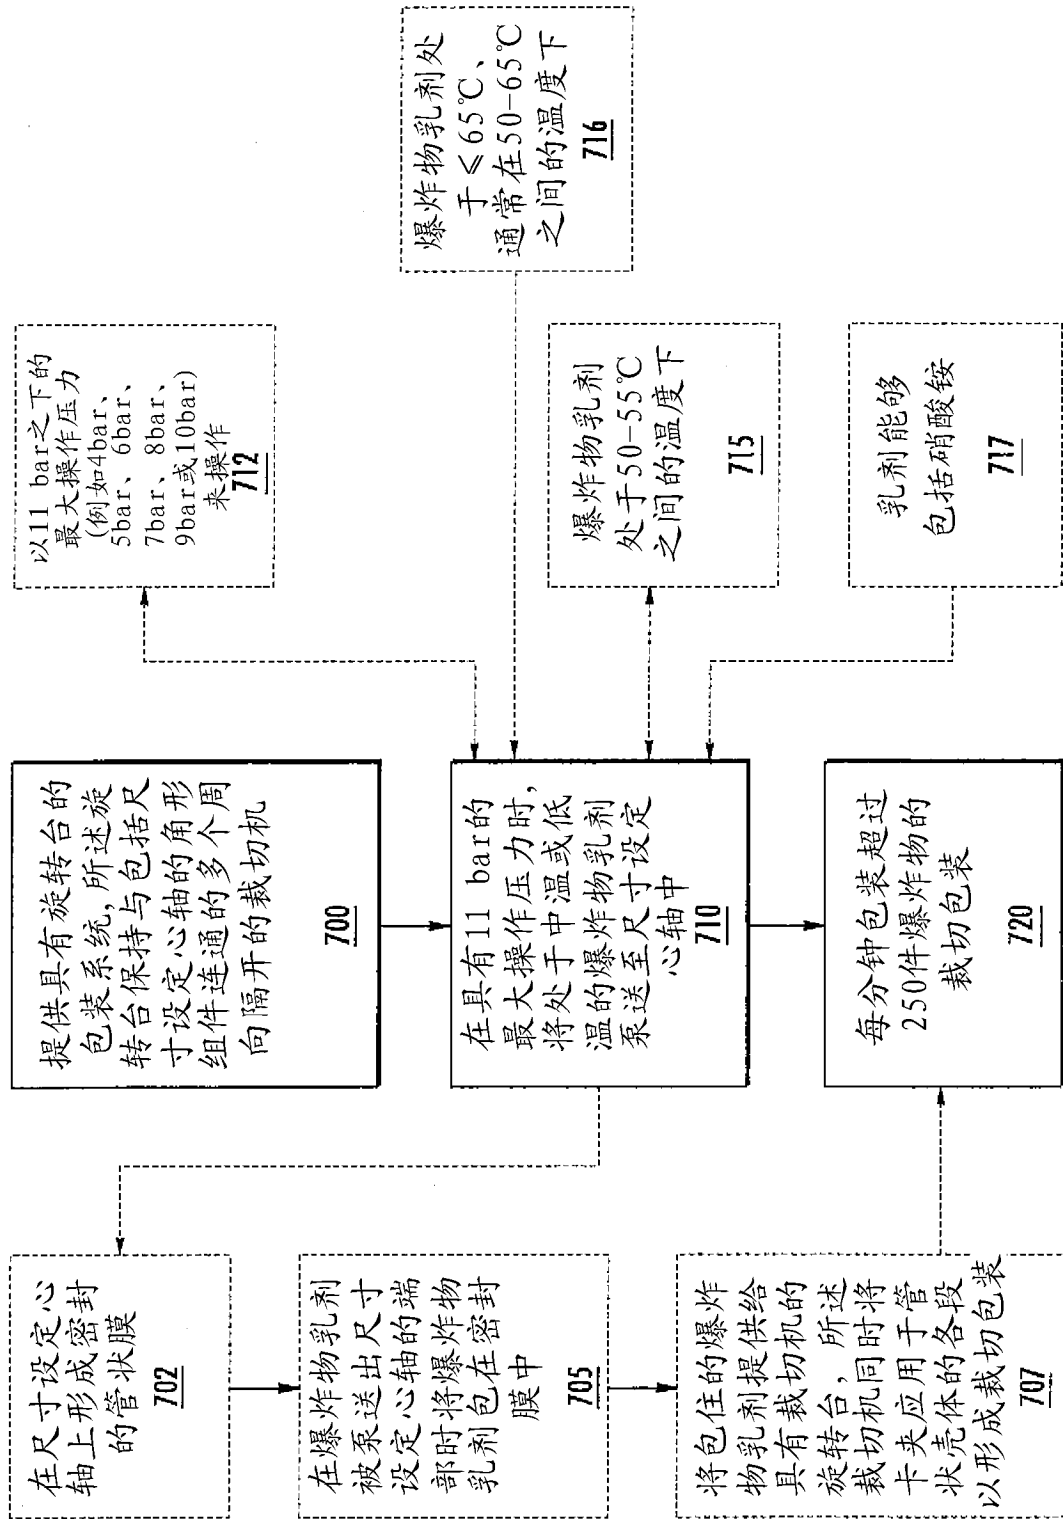 提供具有旋转台的
包装系统,所述旋
转台保持与包括尺
寸设定心轴的角形
组件连通的多个周
向隔开的裁切机
700
在具有11 bar的
最大操作压力时,
将处于中温或低
温的爆炸物乳剂
泵送至尺寸设定
心轴中
710
每分钟包装超过
250件爆炸物的
裁切包装
720
在尺寸设定心
轴上形成密封
的管状膜
702
在爆炸物乳剂
被泵送出尺寸
设定心轴的端
部时将爆炸物
乳剂包在密封
膜中
705
将包住的爆炸
物乳剂提供给
具有裁切机的
旋转台，所述
裁切机同时将
卡夹应用于管
状壳体的各段
以形成裁切包装
707
以11 bar之下的
最大操作压力
(例如4bar、
5bar、6bar、
7bar、8bar、
9bar或10bar)
来操作
712
爆炸物乳剂处
于≤65℃、
通常在50-65℃
之间的温度下
716
爆炸物乳剂
处于50-55℃
之间的温度下
715
乳剂能够
包括硝酸铵
717